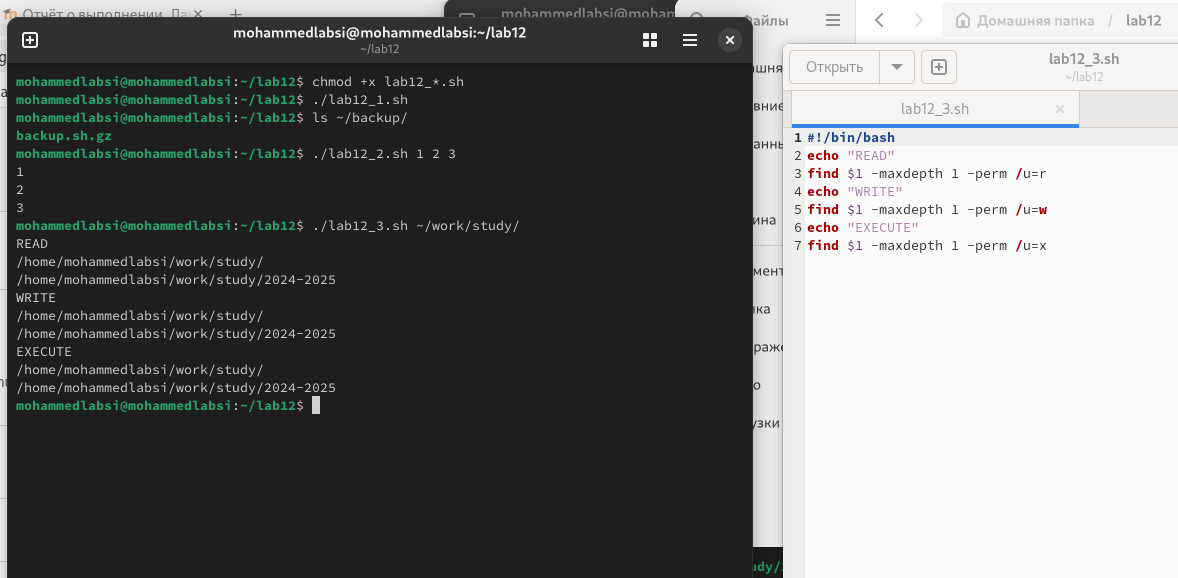 Отчёт о выполнении
mohammedlabsi@moham
айлы
Домашняя папка / lab12
mohammedlabsi@mohammedlabsi:~/lab12
~/lab12
mohammedlabsi@mohammedlabsi:~/lab12$ chmod +x lab12_*.sh
mohammedlabsi@mohammedlabsi:~/lab12$ ./lab12_1.sh
mohammedlabsi@mohammedlabsi:~/lab12$ ls ~/backup/
backup.sh.gz
mohammedlabsi@mohammedlabsi:~/lab12$ ./lab12_2.sh 1 2 3
1
2
3
mohammedlabsi@mohammedlabsi:~/lab12$ ./lab12_3.sh ~/work/study/
READ
/home/mohammedlabsi/work/study/
/home/mohammedlabsi/work/study/2024-2025
WRITE
/home/mohammedlabsi/work/study/
/home/mohammedlabsi/work/study/2024-2025
EXECUTE
/home/mohammedlabsi/work/study/
/home/mohammedlabsi/work/study/2024-2025
mohammedlabsi@mohammedlabsi:~/lab12$
Открыть
lab12_3.sh
~/lab12
lab12_3.sh
1 #!/bin/bash
2 echo "READ"
3 find $1 -maxdepth 1 -perm /u=r
4 echo "WRITE"
5 find $1 -maxdepth 1 -perm /u=w
6 echo "EXECUTE"
7 find $1 -maxdepth 1 -perm /u=x